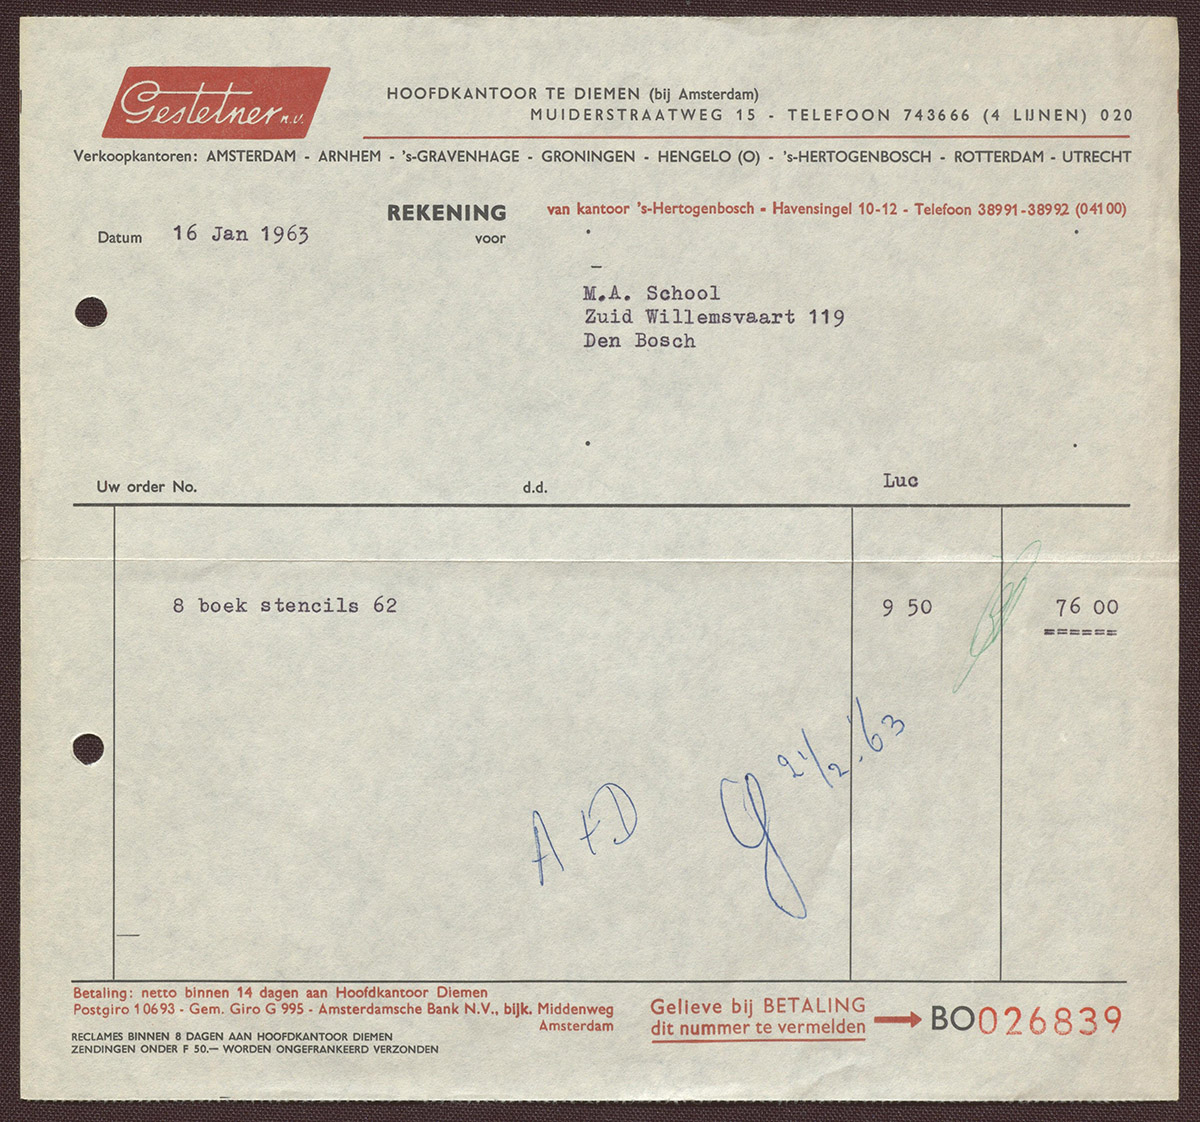 Gestetner n.v.
HOOFDKANTOOR TE DIEMEN (bij Amsterdam)
MUIDERSTRAATWEG 15 - TELEFOON 743666 (4 LIJNEN) 020
Verkoopkantoren: AMSTERDAM - ARNHEM - 's-GRAVENHAGE - GRONINGEN - HENGELO (O) - 's-HERTOGENBOSCH - ROTTERDAM - UTRECHT
REKENING van kantoor 's-Hertogenbosch - Havensingel 10-12 - Telefoon 38991-38992 (04100)
Datum 16 Jan 1963 voor
M.A. School
Zuid Willemsvaart 119
Den Bosch
Uw order No. d.d. Luc
8 boek stencils 62 9 50 76 00
======
21/2.'63
A + D
Betaling: netto binnen 14 dagen aan Hoofdkantoor Diemen
Postgiro 10693 - Gem. Giro G 995 - Amsterdamsche Bank N.V., bijk. Middenweg
Amsterdam
RECLAMES BINNEN 8 DAGEN AAN HOOFDKANTOOR DIEMEN
ZENDINGEN ONDER F 50.— WORDEN ONGEFRANKEERD VERZONDEN
Gelieve bij BETALING
dit nummer te vermelden
BO026839